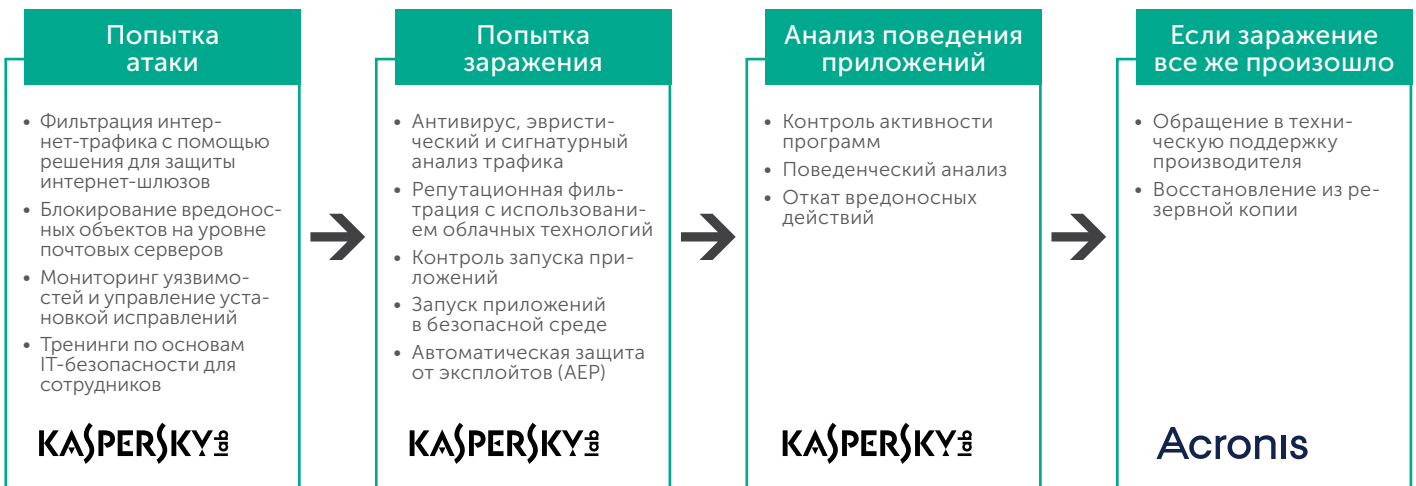 Попытка
атаки
• Фильтрация интер-
нет-трафика с помощью
решения для защиты
интернет-шлюзов
• Блокирование вредонос-
ных объектов на уровне
почтовых серверов
• Мониторинг уязвимо-
стей и управление уста-
новкой исправлений
• Тренинги по основам
IT-безопасности для
сотрудников
KASPERSKY lab
Попытка
заражения
• Антивирус, эвристи-
ческий и сигнатурный
анализ трафика
• Репутационная филь-
трация с использовани-
ем облачных технологий
• Контроль запуска при-
ложений
• Запуск приложений
в безопасной среде
• Автоматическая защита
от эксплойтов (AEP)
KASPERSKY lab
Анализ поведения
приложений
• Контроль активности
программ
• Поведенческий анализ
• Откат вредоносных
действий
KASPERSKY lab
Если заражение
все же произошло
• Обращение в техни-
ческую поддержку
производителя
• Восстановление из ре-
зервной копии
Acronis